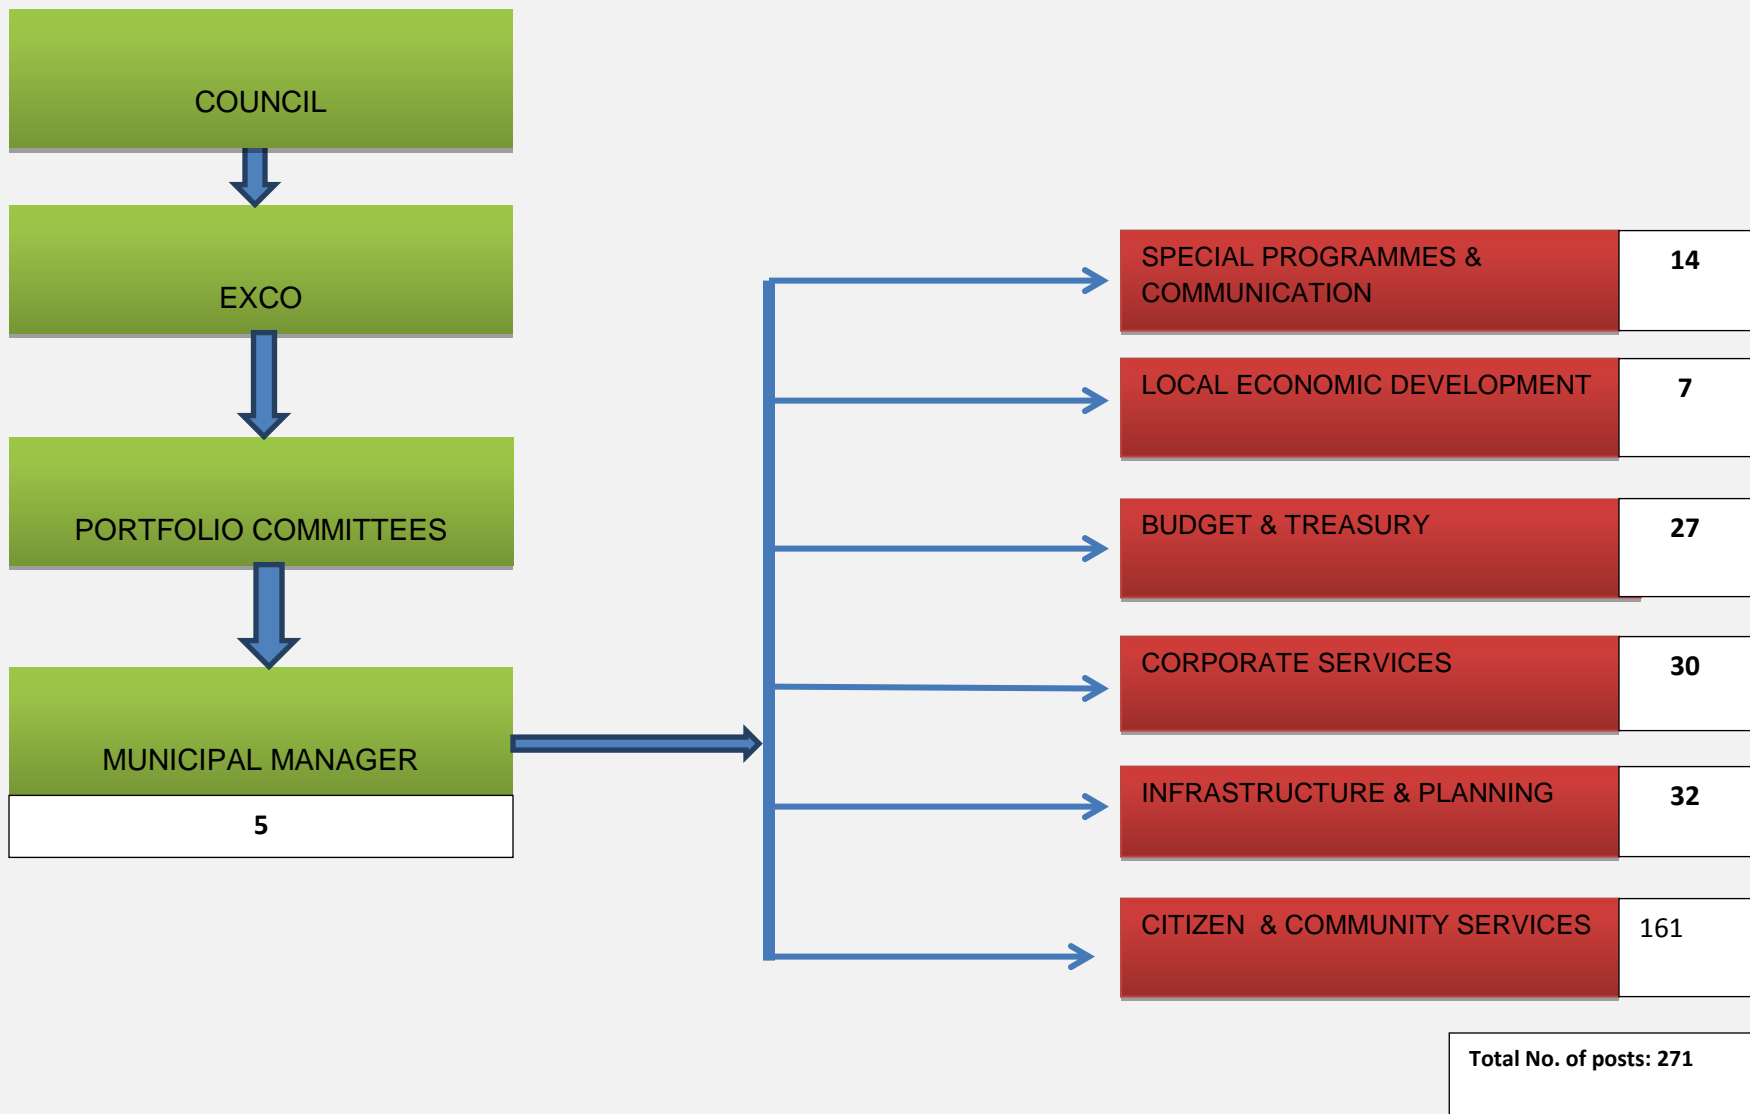 COUNCIL
EXCO
PORTFOLIO COMMITTEES
MUNICIPAL MANAGER
5
SPECIAL PROGRAMMES &
COMMUNICATION
14
LOCAL ECONOMIC DEVELOPMENT
7
BUDGET & TREASURY
27
CORPORATE SERVICES
30
INFRASTRUCTURE & PLANNING
32
CITIZEN & COMMUNITY SERVICES
161
Total No. of posts: 271